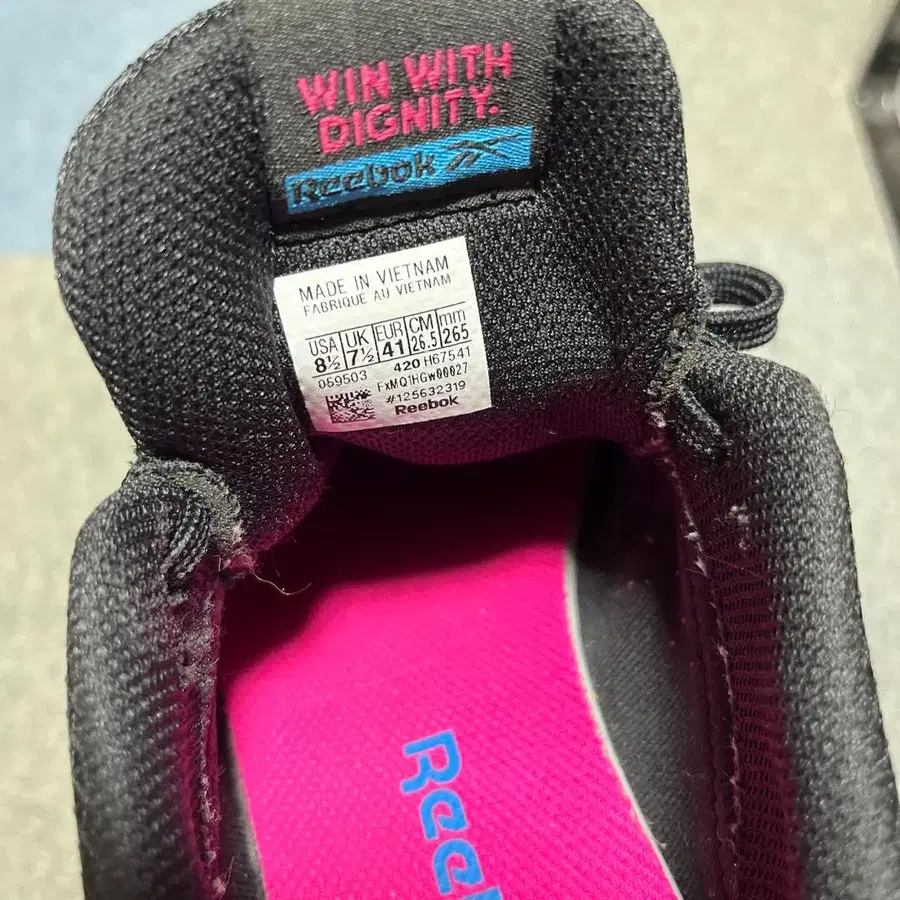 WIN WITH
DIGNITY.
Reebok
MADE IN VIETNAM
FABRIQUE AU VIETNAM
USA UK EUR CM mm
8½ 7½ 41 26.5 265
059503 420 H67541
FxMQ1HGW00027
#125632319
Reebok
Reeb